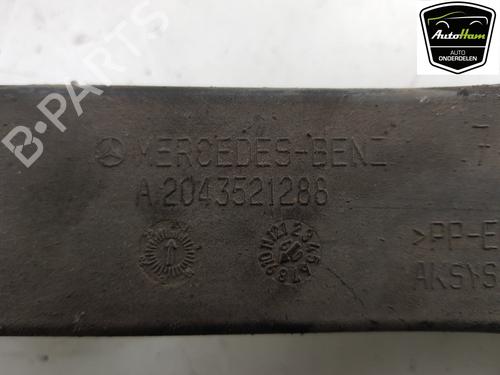 AutoHam
AUTO
ONDERDELEN
MERCEDES-BENZ
A 2043521286
>PP-E
AKSYS
B-PARTS